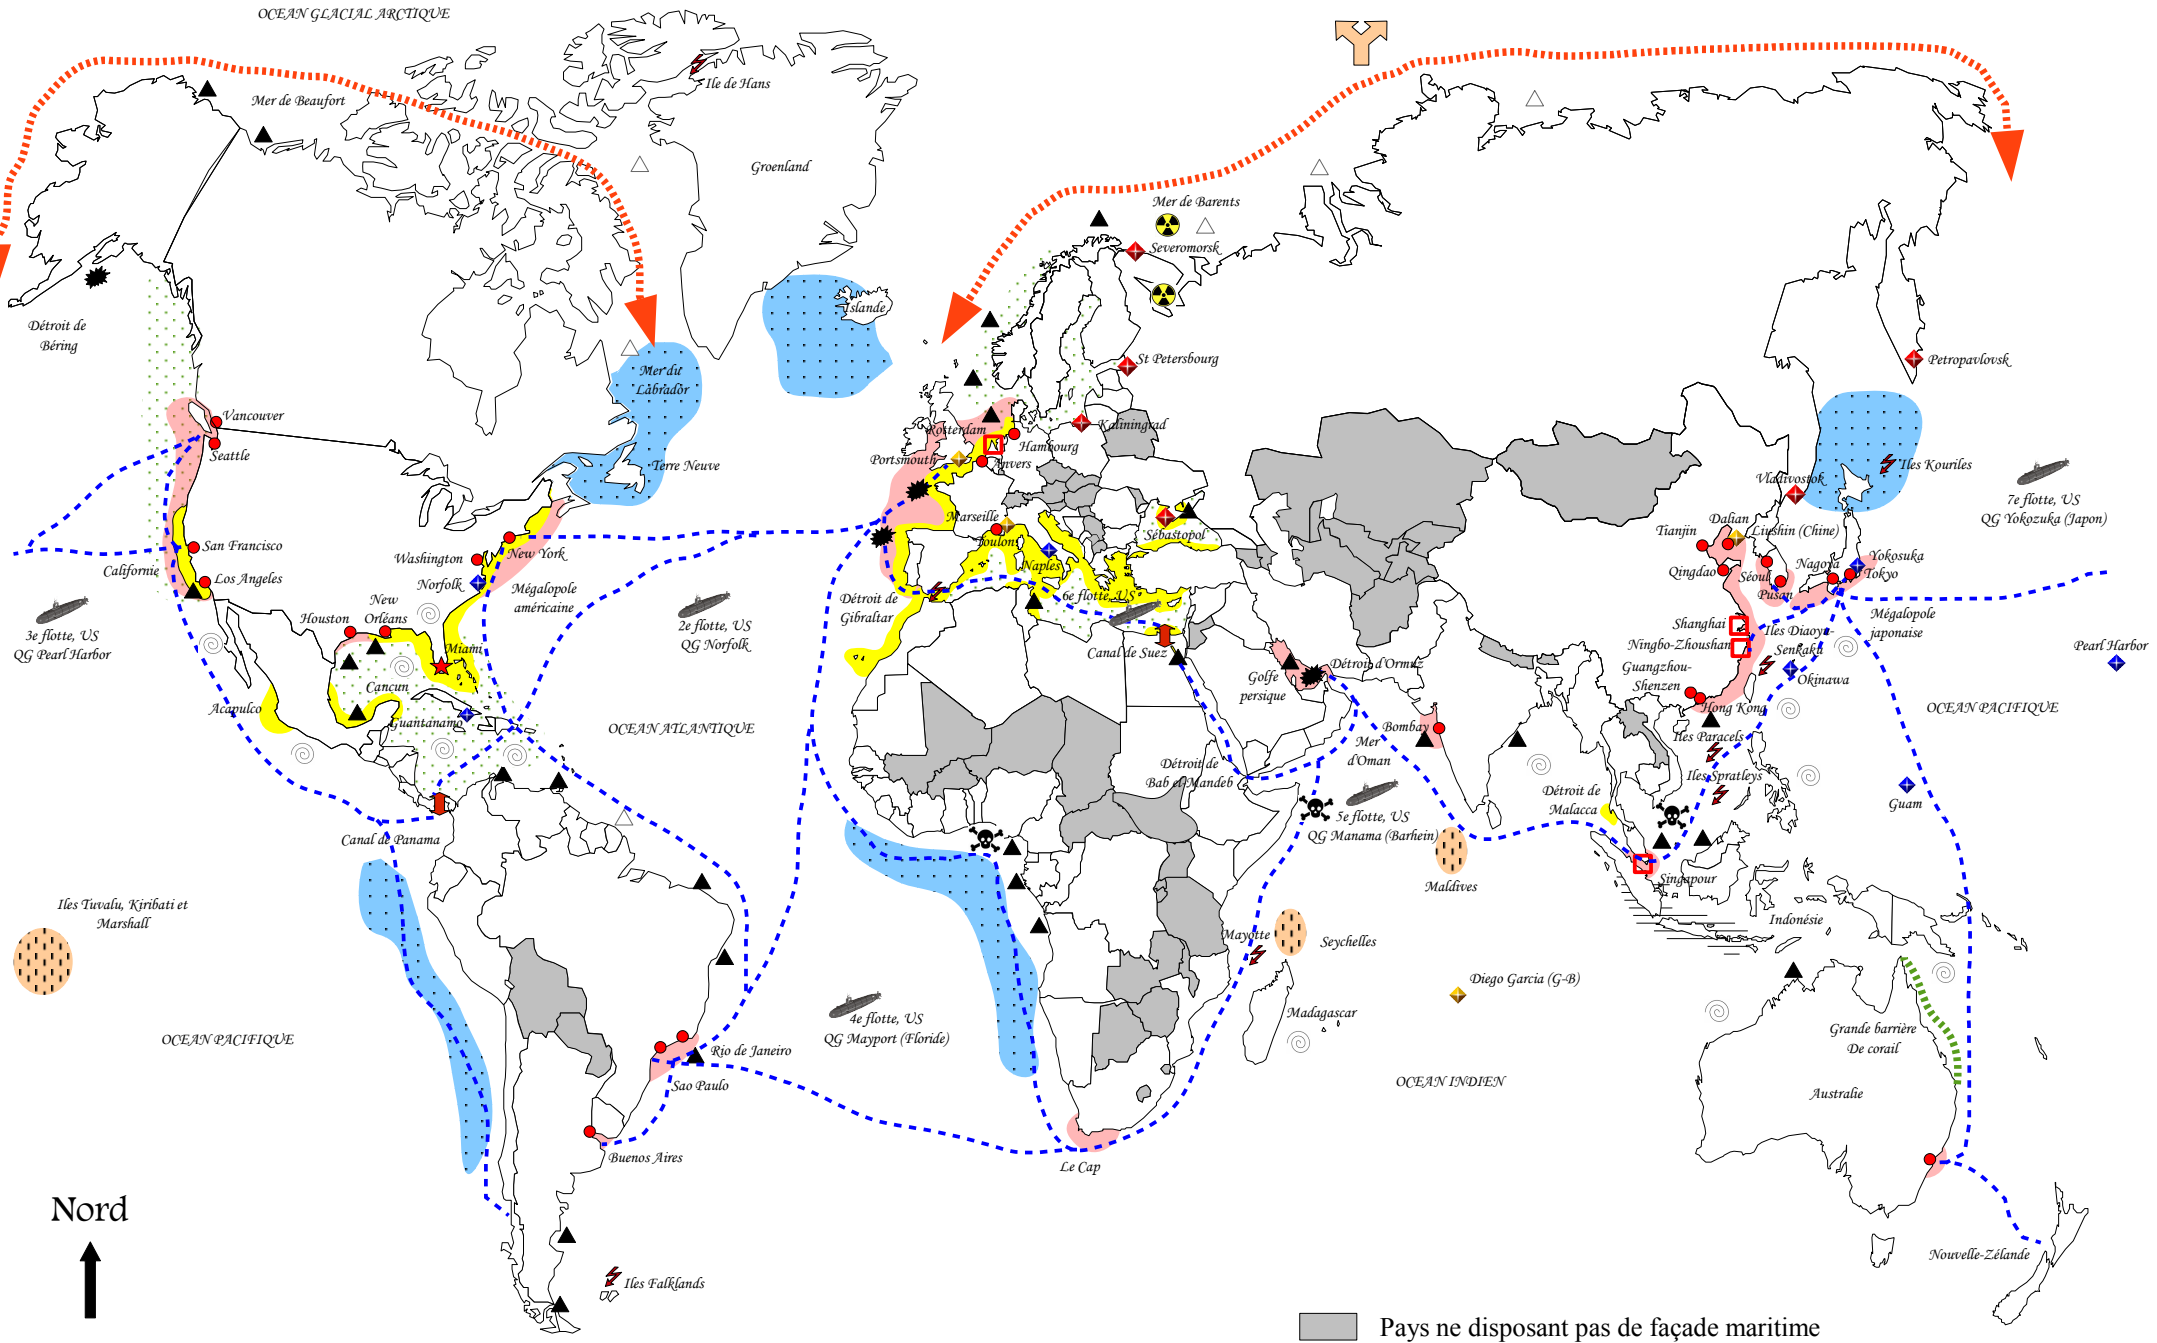 OCEAN GLACIAL ARCTIQUE
Ile de Hans
Mer de Beaufort
Groenland
Mer de Barents
Severomorsk
Islande
Détroit de
Béring
St Petersbourg
Petropavlovsk
Mer du
Labrador
Vancouver
Seattle
Terre Neuve
Rosterdam
Kaliningrad
Hambourg
Portsmouth
Anvers
Iles Kouriles
Vladivostok
7e flotte, US
QG Yokozuka (Japon)
Marseille
Toulon
Sébastopol
Dalian
Tianjin
Liushin (Chine)
San Francisco
Californie
Los Angeles
Washington
New York
Norfolk
Mégalopole
américaine
Naples
Qingdao
Séoul
Pusan
Nagoya
Yokosuka
Tokyo
3e flotte, US
QG Pearl Harbor
Houston
New
Orléans
Miami
2e flotte, US
QG Norfolk
Détroit de
Gibraltar
6e flotte, US
Canal de Suez
Mégalopole
japonaise
Shanghai
Ningbo-Zhoushan
Iles Diaoyu-
Senkaku
Pearl Harbor
Cancun
Acapulco
Guantanamo
OCEAN ATLANTIQUE
Golfe
persique
Détroit d'Ormuz
Guangzhou-
Shenzen
Okinawa
Hong Kong
OCEAN PACIFIQUE
Bombay
Mer
d'Oman
Iles Paracels
Détroit de
Bab el Mandeb
Iles Spratleys
Détroit de
Malacca
Guam
5e flotte, US
QG Manama (Barhein)
Canal de Panama
Maldives
Singapour
Iles Tuvalu, Kiribati et
Marshall
Indonésie
Mayotte
Seychelles
Diego Garcia (G-B)
4e flotte, US
QG Mayport (Floride)
Madagascar
OCEAN PACIFIQUE
Rio de Janeiro
Sao Paulo
Grande barrière
De corail
OCEAN INDIEN
Australie
Buenos Aires
Le Cap
Nord
Nouvelle-Zélande
Iles Falklands
Pays ne disposant pas de façade maritime